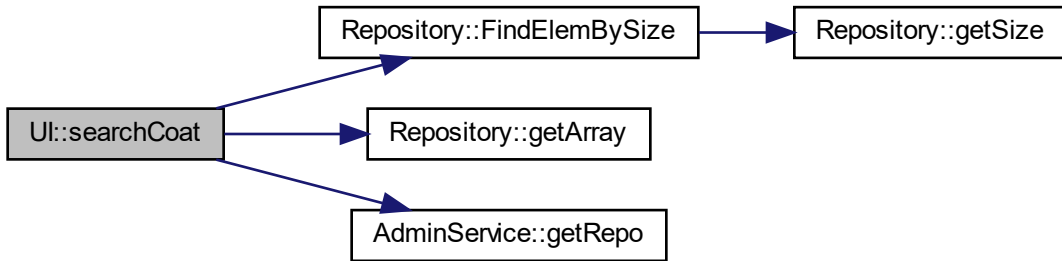 UI::searchCoat
Repository::FindElemBySize
Repository::getSize
Repository::getArray
AdminService::getRepo